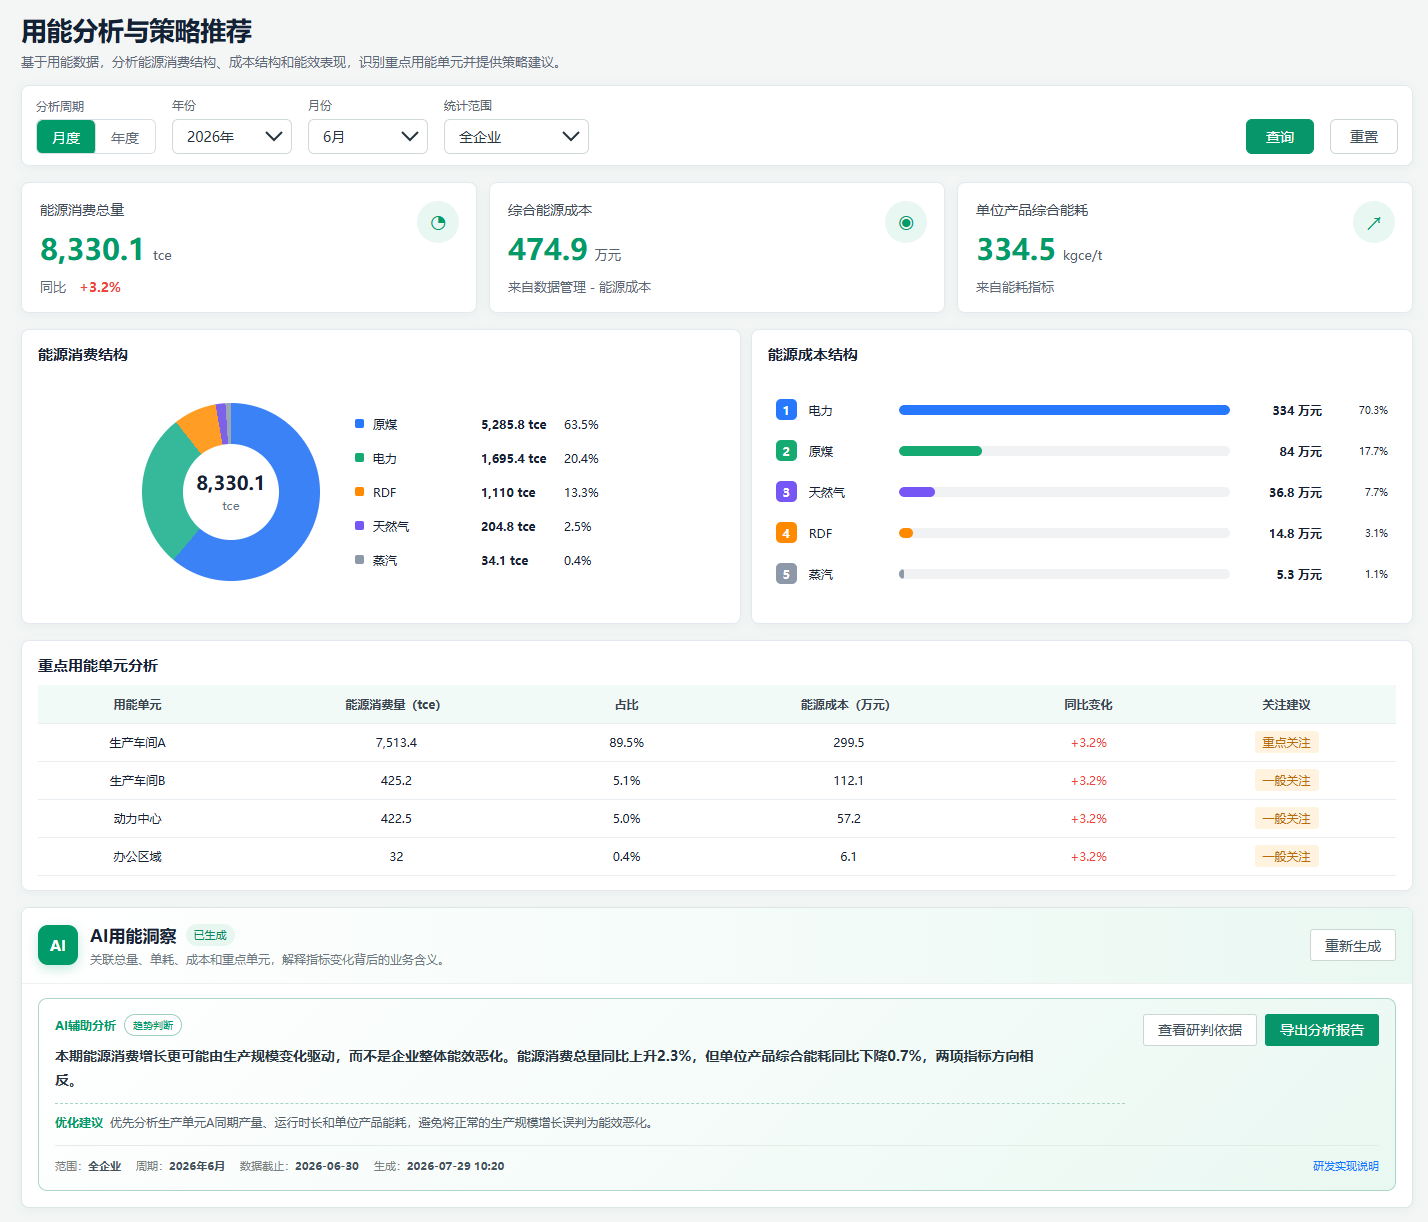 用能分析与策略推荐
基于用能数据，分析能源消费结构、成本结构和能效表现，识别重点用能单元并提供策略建议。
分析周期 年份 月份 统计范围
月度 年度 2026年 6月 全企业 查询 重置
能源消费总量
8,330.1 tce
同比 +3.2%
综合能源成本
474.9 万元
来自数据管理 - 能源成本
单位产品综合能耗
334.5 kgce/t
来自能耗指标
能源消费结构
8,330.1
tce
原煤 5,285.8 tce 63.5%
电力 1,695.4 tce 20.4%
RDF 1,110 tce 13.3%
天然气 204.8 tce 2.5%
蒸汽 34.1 tce 0.4%
能源成本结构
1 电力 334 万元 70.3%
2 原煤 84 万元 17.7%
3 天然气 36.8 万元 7.7%
4 RDF 14.8 万元 3.1%
5 蒸汽 5.3 万元 1.1%
重点用能单元分析
用能单元 能源消费量（tce） 占比 能源成本（万元） 同比变化 关注建议
生产车间A 7,513.4 89.5% 299.5 +3.2% 重点关注
生产车间B 425.2 5.1% 112.1 +3.2% 一般关注
动力中心 422.5 5.0% 57.2 +3.2% 一般关注
办公区域 32 0.4% 6.1 +3.2% 一般关注
AI AI用能洞察 已生成
关联总量、单耗、成本和重点单元，解释指标变化背后的业务含义。
重新生成
AI辅助分析 趋势判断
查看研判依据 导出分析报告
本期能源消费增长更可能由生产规模变化驱动，而不是企业整体能效恶化。能源消费总量同比上升2.3%，但单位产品综合能耗同比下降0.7%，两项指标方向相
反。
优化建议 优先分析生产单元A同期产量、运行时长和单位产品能耗，避免将正常的生产规模增长误判为能效恶化。
范围：全企业 周期：2026年6月 数据截止：2026-06-30 生成：2026-07-29 10:20 研发实现说明